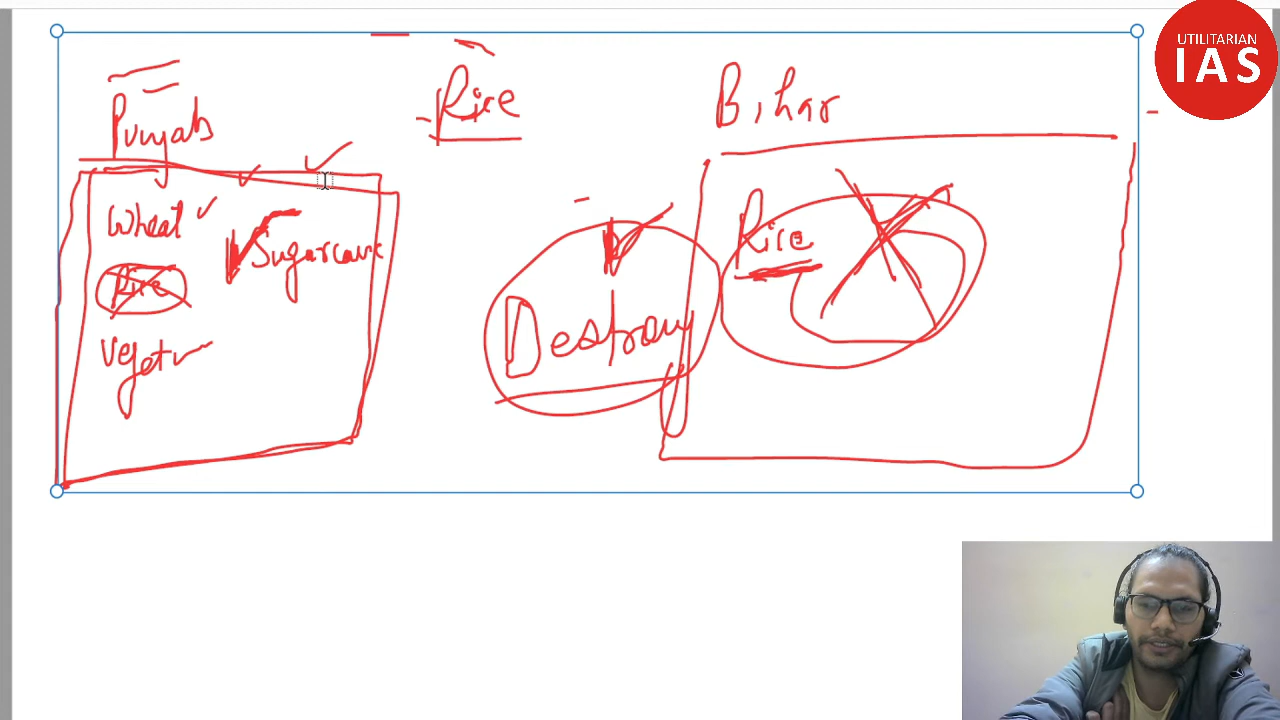 UTILITARIAN
IAS
Punjab
Rice
Bihar
Wheat
Sugarcane
Rice
Rice
Destroy